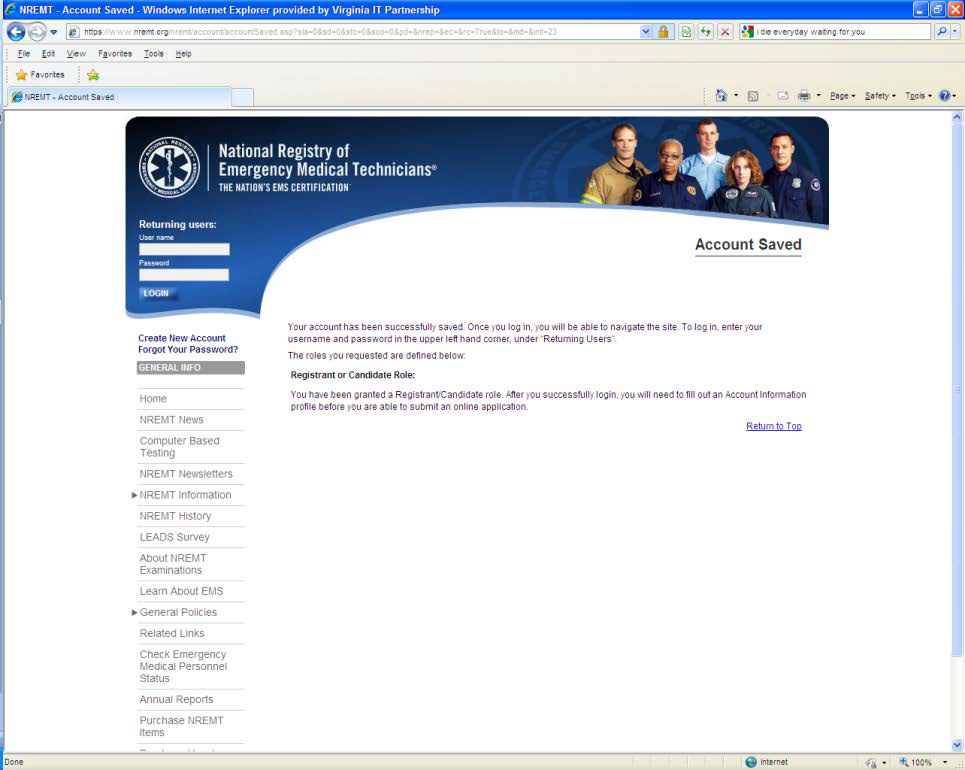 NREMT - Account Saved - Windows Internet Explorer provided by Virginia IT Partnership
https://www.nremt.org/nremt/account/accountSaved.asp?sla=0&sd=0&stc=0&sco=0&pd=&nrep=&ec=&rc=True&to=&md=&init=23
i die everyday waiting for you
File Edit View Favorites Tools Help
Favorites
NREMT - Account Saved
Page Safety Tools
National Registry of
Emergency Medical Technicians®
THE NATION'S EMS CERTIFICATION™
Returning users:
User name
Password
LOGIN
Account Saved
Your account has been successfully saved. Once you log in, you will be able to navigate the site. To log in, enter your
username and password in the upper left hand corner, under "Returning Users".
The roles you requested are defined below:
Registrant or Candidate Role:
You have been granted a Registrant/Candidate role. After you successfully login, you will need to fill out an Account Information
profile before you are able to submit an online application.
Return to Top
Create New Account
Forgot Your Password?
GENERAL INFO
Home
NREMT News
Computer Based
Testing
NREMT Newsletters
NREMT Information
NREMT History
LEADS Survey
About NREMT
Examinations
Learn About EMS
General Policies
Related Links
Check Emergency
Medical Personnel
Status
Annual Reports
Purchase NREMT
Items
Done
Internet
100%